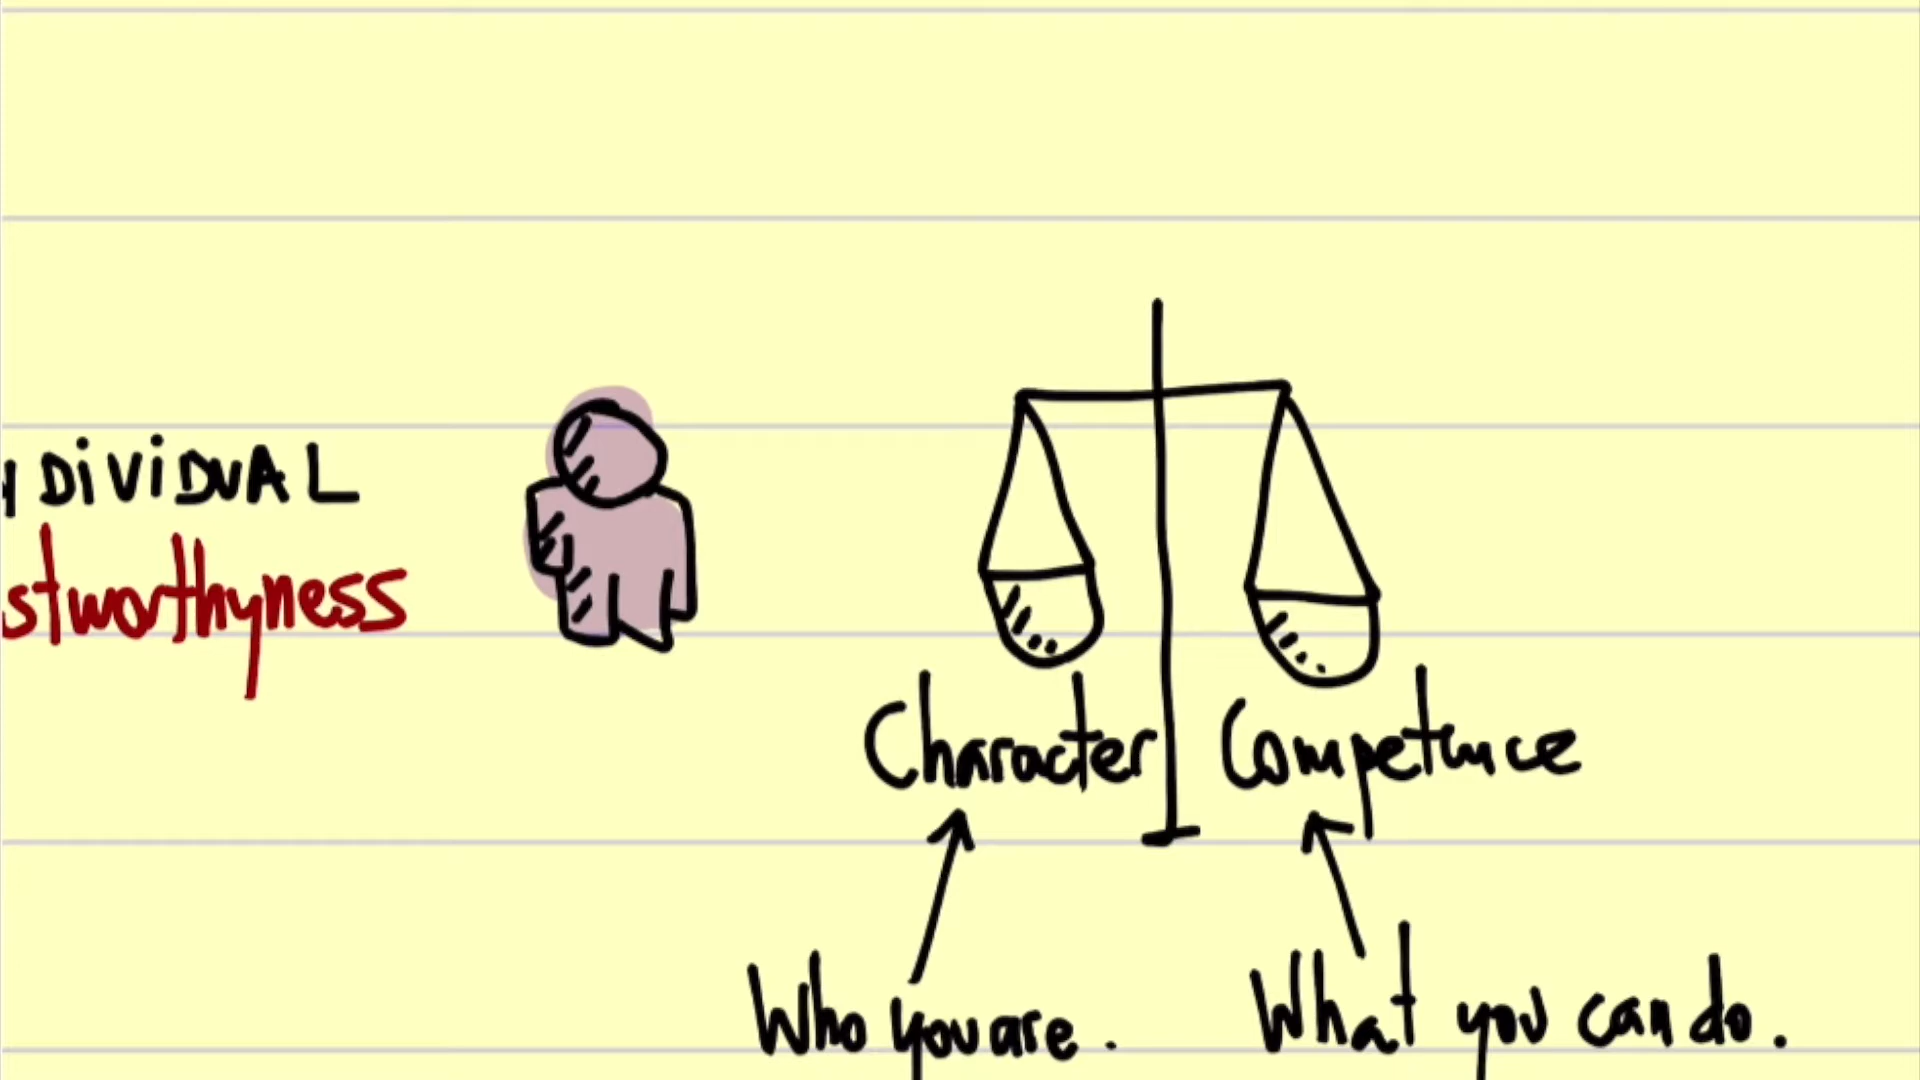 DiViDUAL
stworthyness
Character
Competence
Who you are.
What you can do.